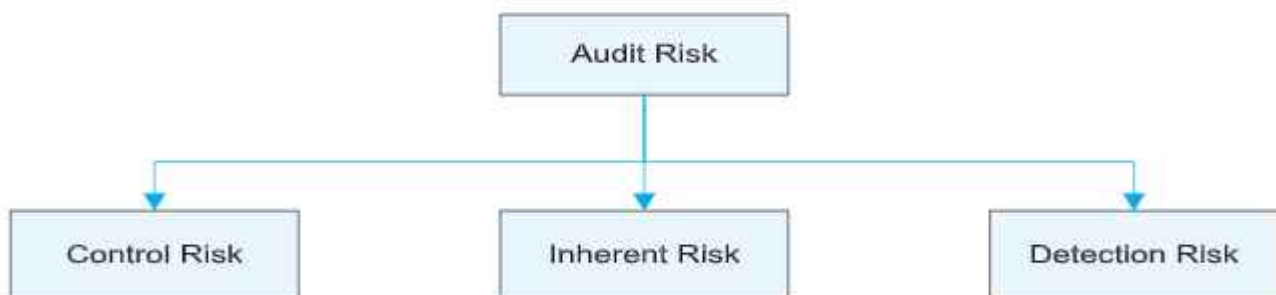 Audit Risk
Control Risk
Inherent Risk
Detection Risk